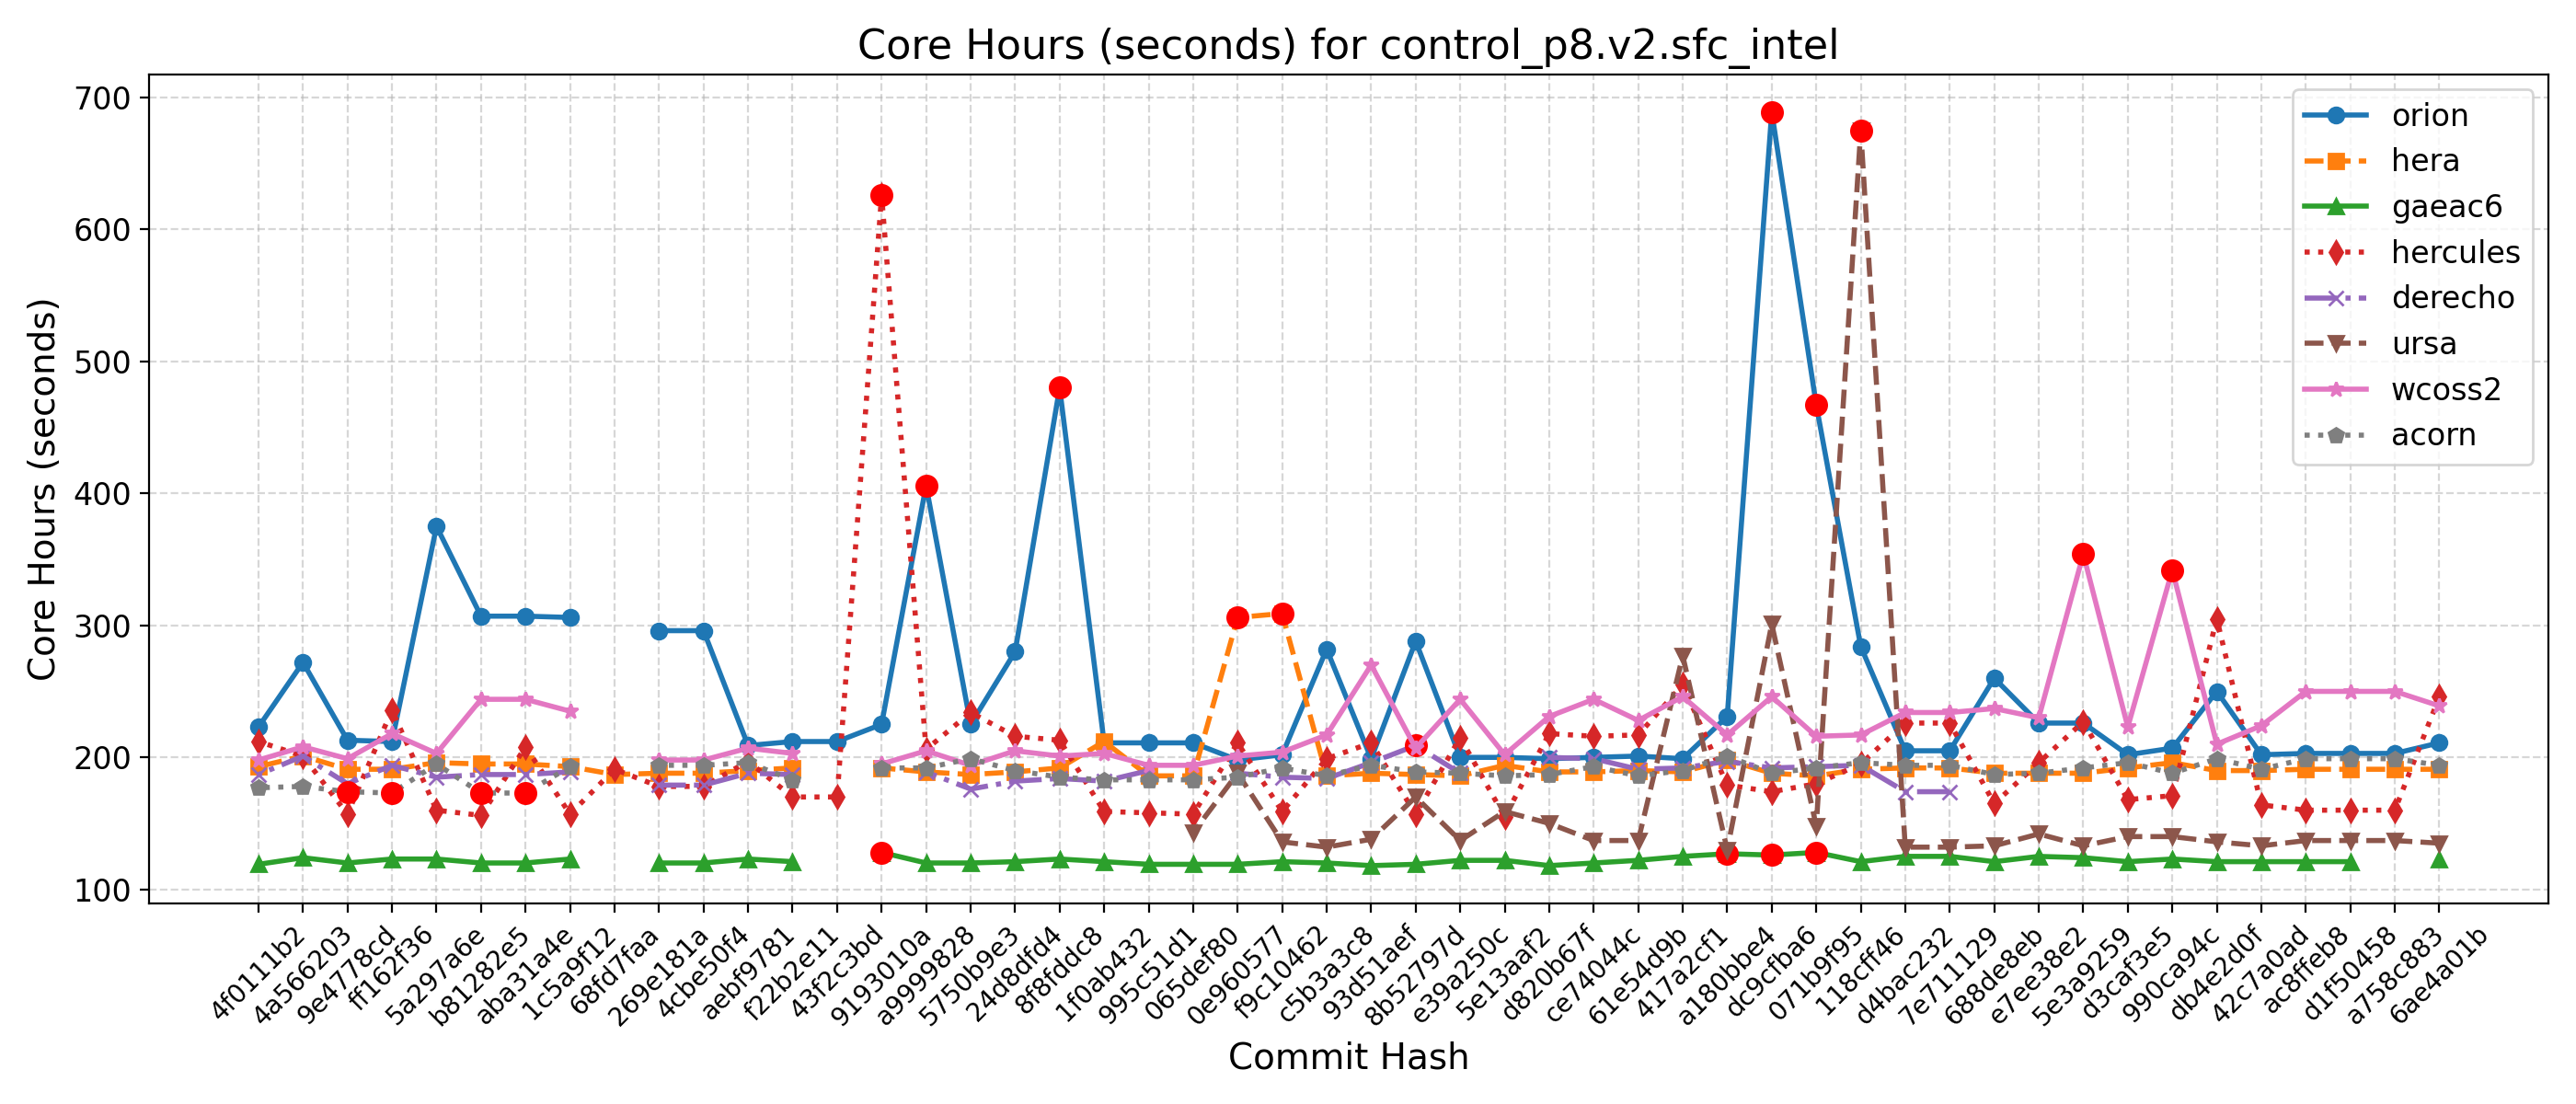 Core Hours (seconds) for control_p8.v2.sfc_intel
Core Hours (seconds)
700
600
500
400
300
200
100
orion
hera
gaeac6
hercules
derecho
ursa
wcoss2
acorn
4f0111b2
4a566203
9e4778cd
ff162f36
5a297a6e
b81282e5
aba31a4e
1c5a9f12
68fd7faa
269e181a
4cbe50f4
aebf9781
f22b2e11
43f2c3bd
9193010a
a9999828
5750b9e3
24d8dfd4
8f8fddc8
1f0ab432
995c51d1
065def80
0e960577
f9c10462
c5b3a3c8
93d51aef
8b52797d
e39a250c
5e13aaf2
d820b67f
ce74044c
61e54d9b
417a2cf1
a180bbe4
dc9cfba6
071b9f95
118cff46
d4bac232
7e711129
688de8eb
e7ee38e2
5e3a9259
d3caf3e5
990ca94c
db4e2d0f
42c7a0ad
ac8ffeb8
d1f50458
a758c883
6ae4a01b
Commit Hash